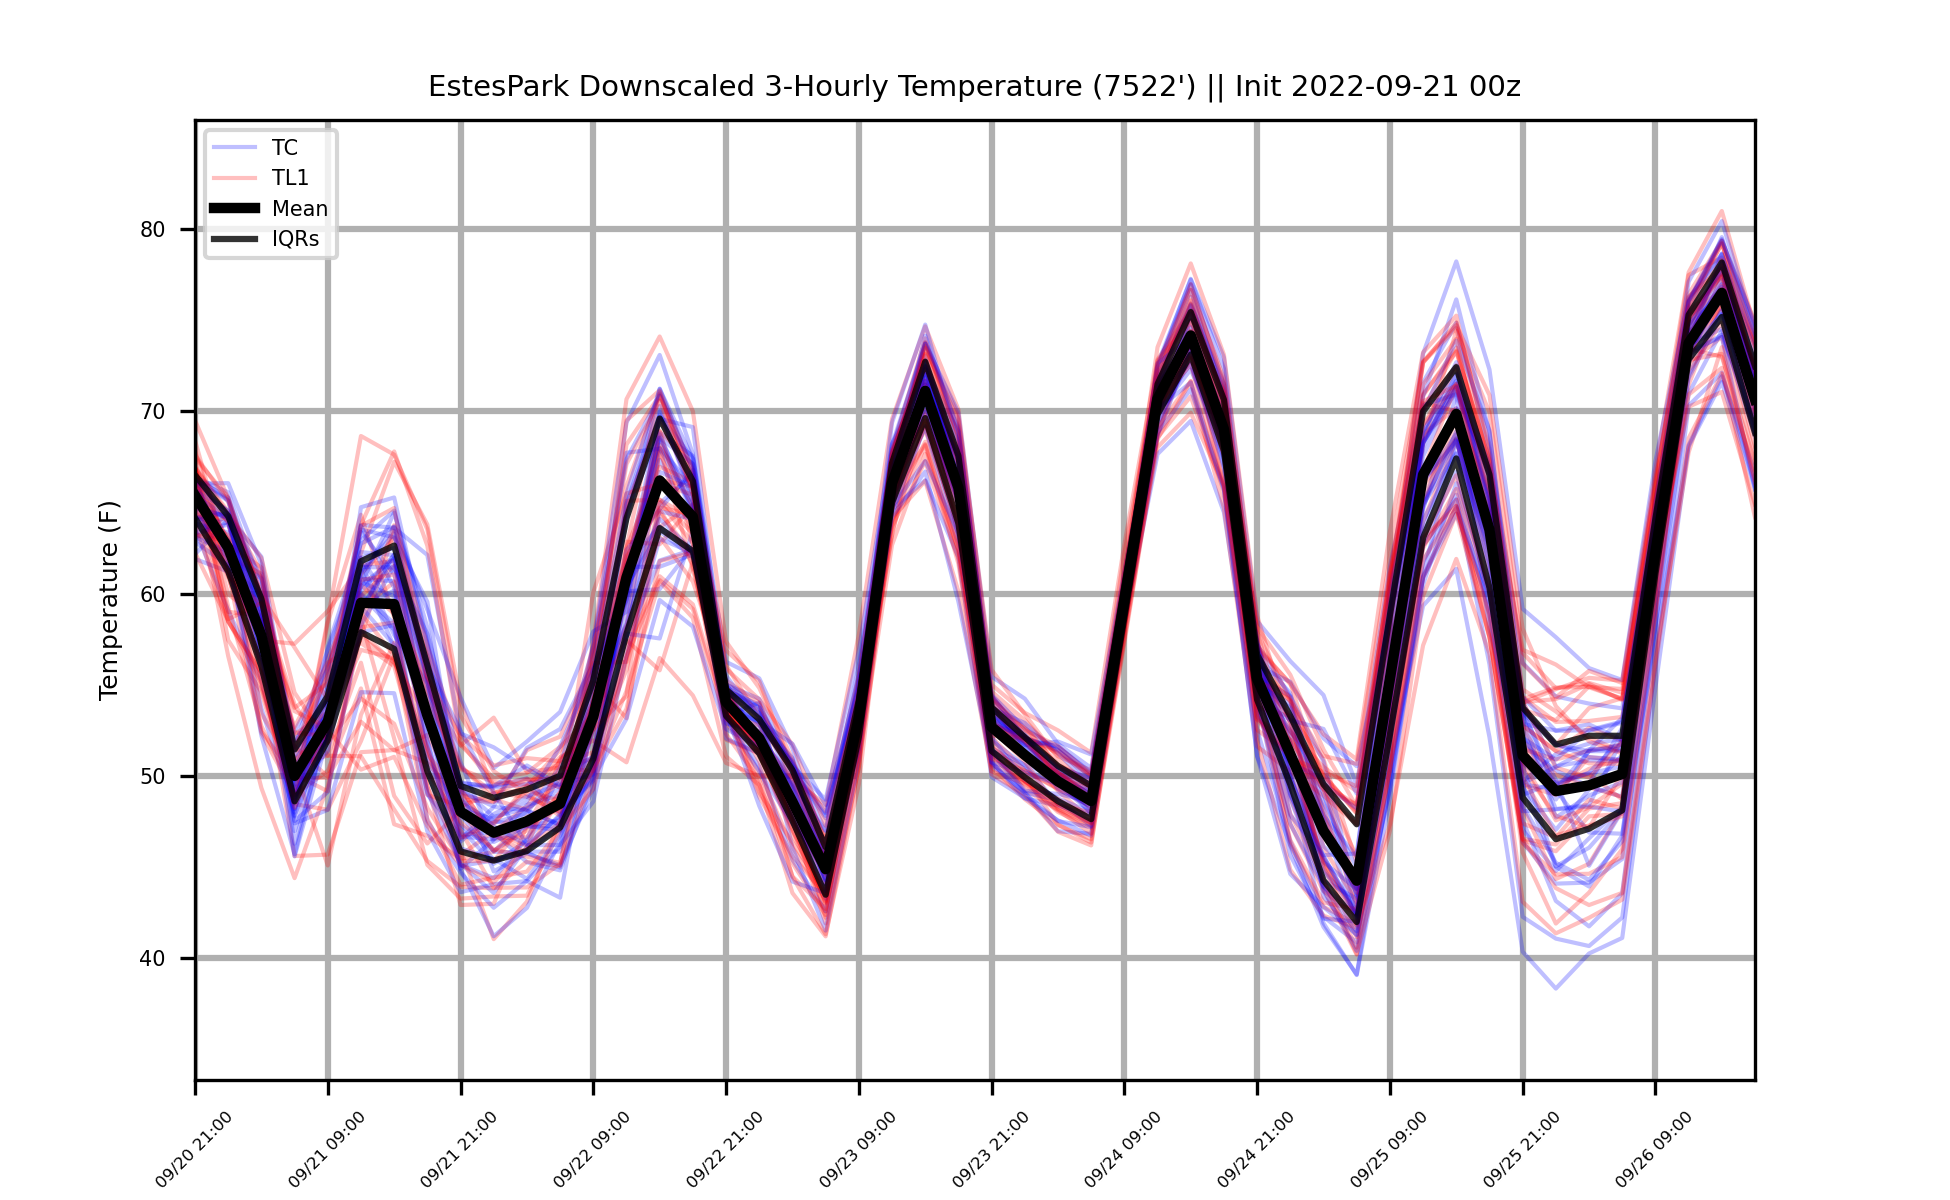 EstesPark Downscaled 3-Hourly Temperature (7522') || Init 2022-09-21 00z
TC
TL1
Mean
IQRs
Temperature (F)
80
70
60
50
40
09/20 21:00
09/21 09:00
09/21 21:00
09/22 09:00
09/22 21:00
09/23 09:00
09/23 21:00
09/24 09:00
09/24 21:00
09/25 09:00
09/25 21:00
09/26 09:00